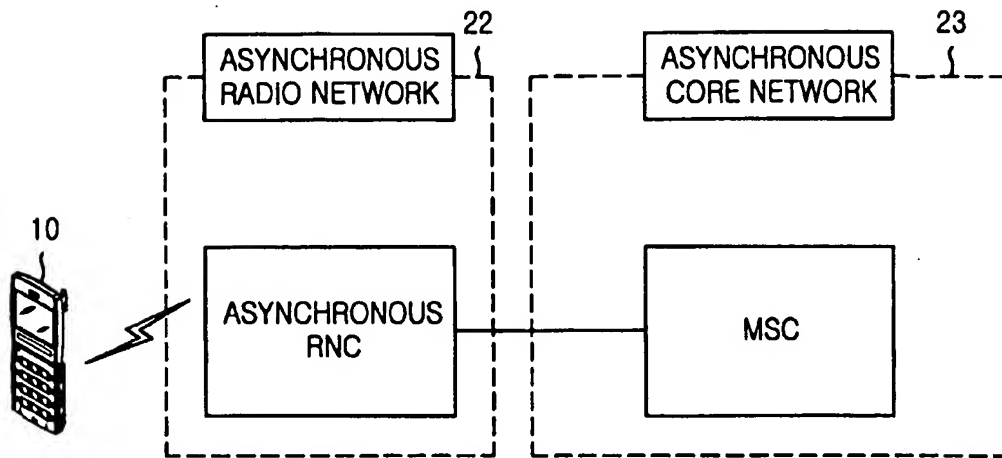 22
23
ASYNCHRONOUS
RADIO NETWORK
ASYNCHRONOUS
CORE NETWORK
10
ASYNCHRONOUS
RNC
MSC